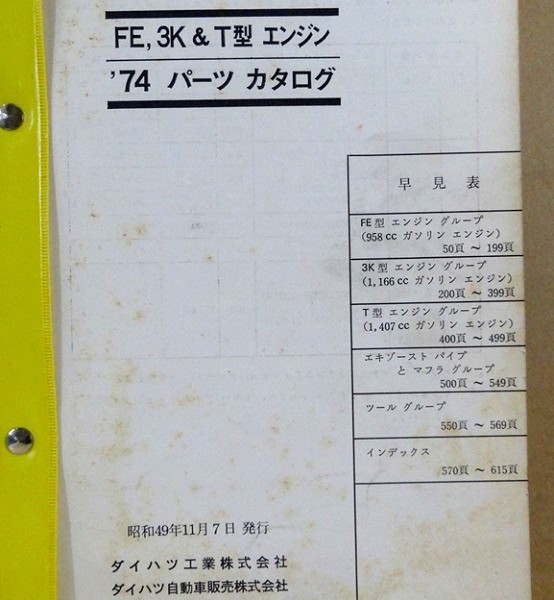 FE, 3K & T型 エンジン
'74 パーツ カタログ
早見表
FE型 エンジン グループ
(958 cc ガソリン エンジン)
50頁 ～ 199頁
3K型 エンジン グループ
(1,166 cc ガソリン エンジン)
200頁 ～ 399頁
T型 エンジン グループ
(1,407 cc ガソリン エンジン)
400頁 ～ 499頁
エキゾースト パイプ
と マフラ グループ
500頁 ～ 549頁
ツール グループ
550頁 ～ 569頁
インデックス
570頁 ～ 615頁
昭和49年11月7日 発行
ダイハツ工業株式会社
ダイハツ自動車販売株式会社